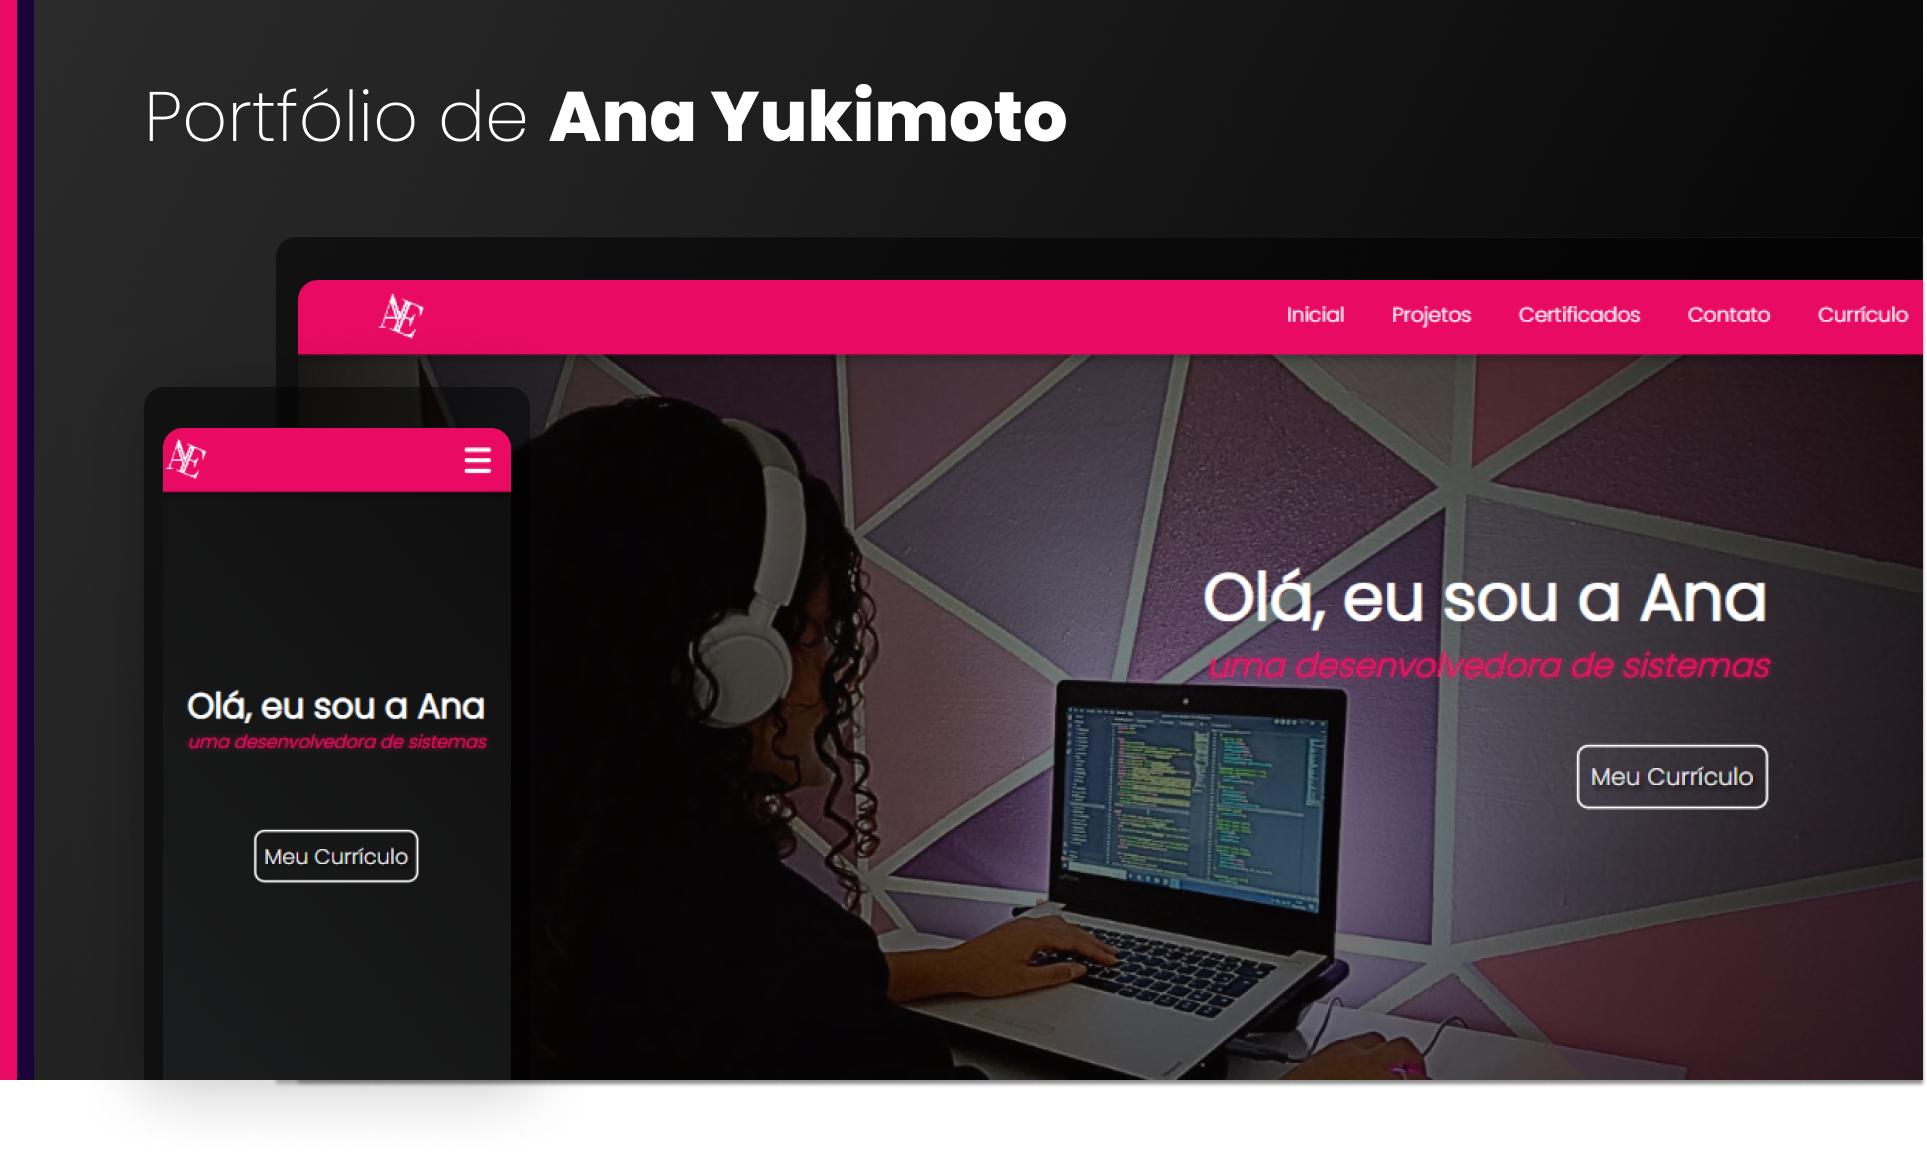 Portfólio de Ana Yukimoto
AE
Inicial Projetos Certificados Contato Currículo
Olá, eu sou a Ana
uma desenvolvedora de sistemas
Meu Currículo
AE
Olá, eu sou a Ana
uma desenvolvedora de sistemas
Meu Currículo